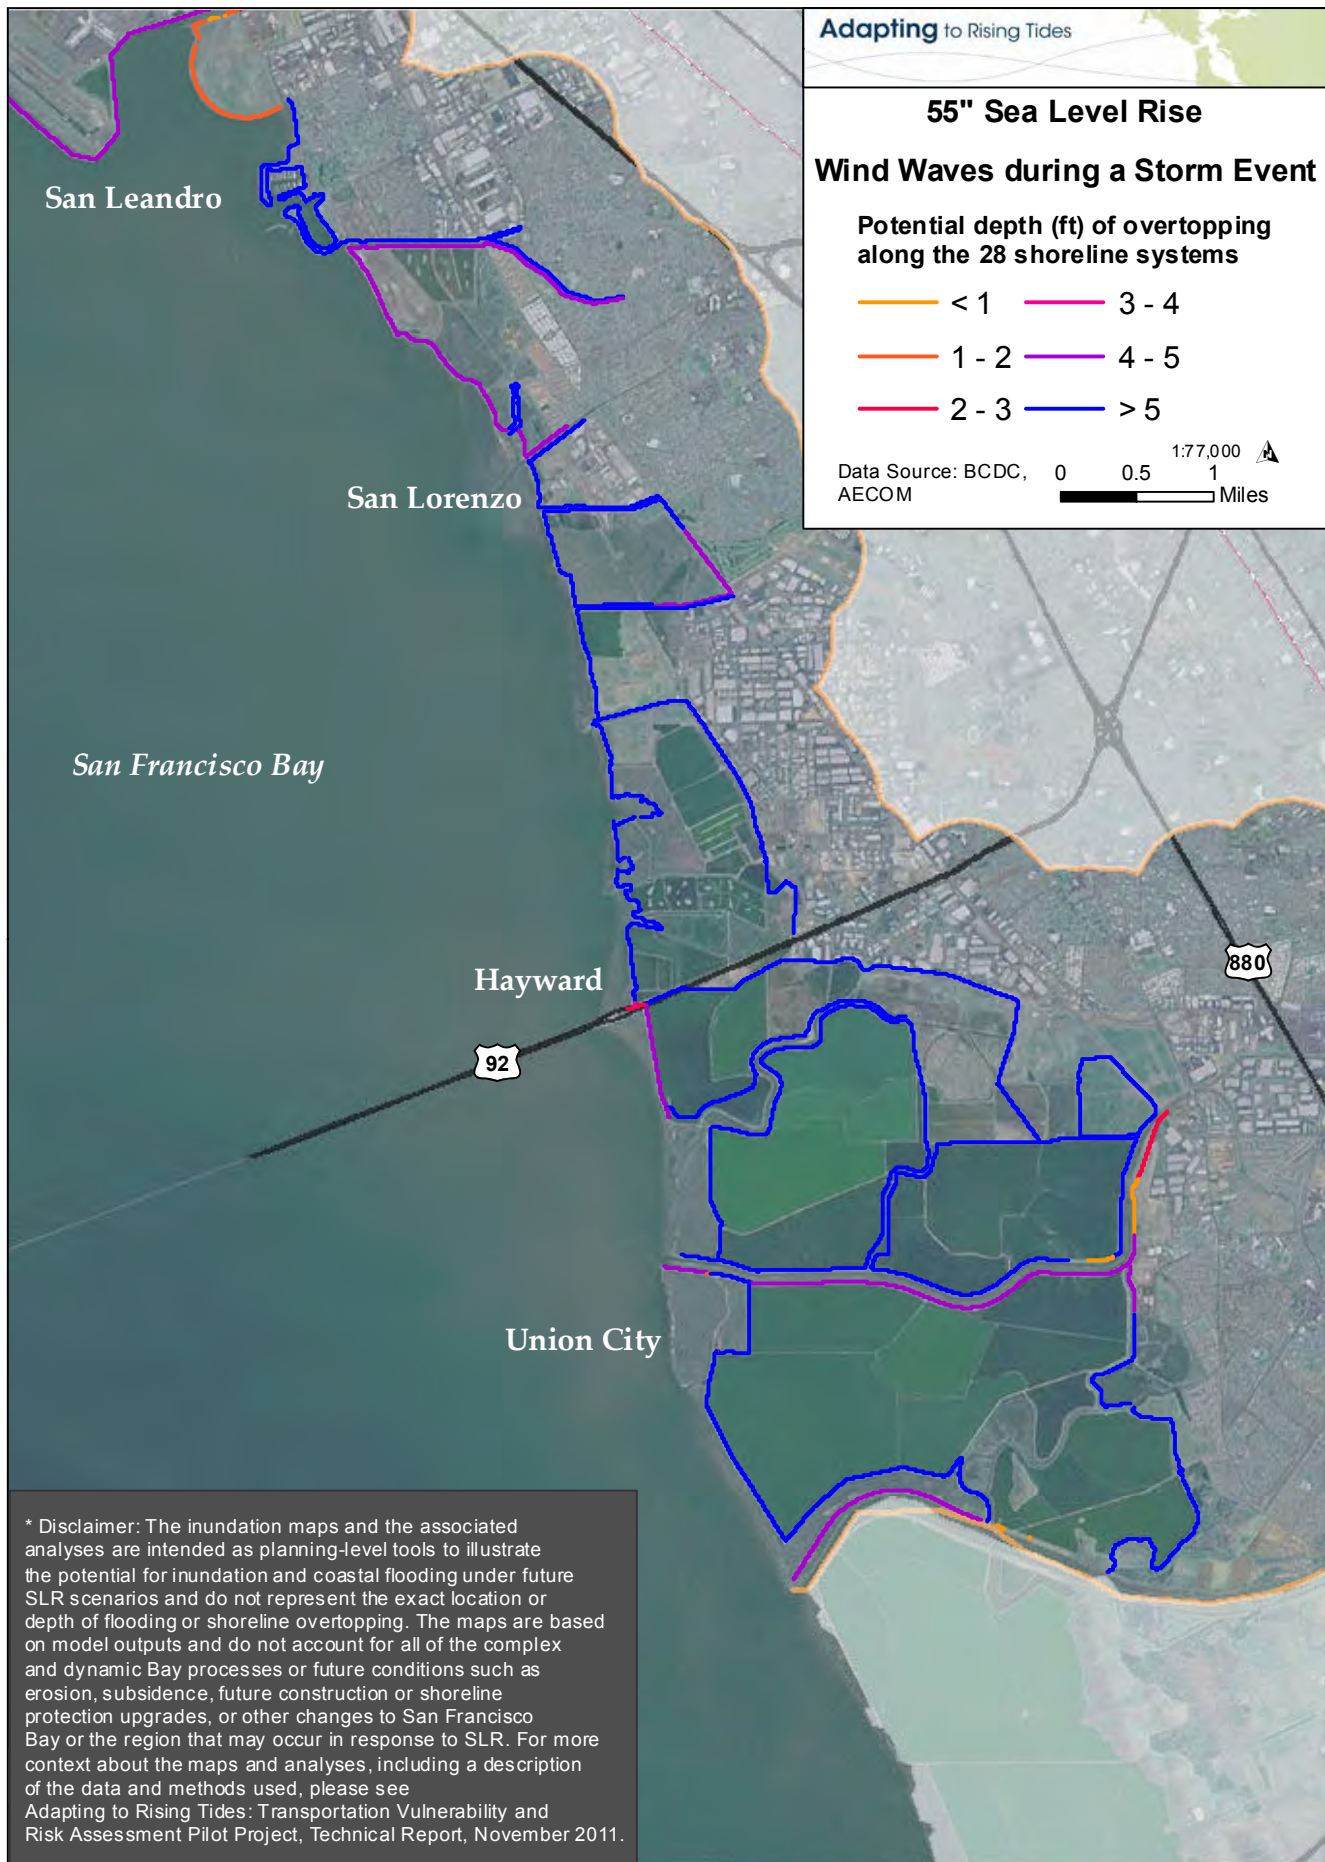 Adapting to Rising Tides
55" Sea Level Rise
Wind Waves during a Storm Event
Potential depth (ft) of overtopping
along the 28 shoreline systems
< 1
3 - 4
1 - 2
4 - 5
2 - 3
> 5
1:77,000
Data Source: BCDC,
AECOM
0 0.5 1
Miles
San Leandro
San Lorenzo
San Francisco Bay
Hayward
880
92
Union City
* Disclaimer: The inundation maps and the associated
analyses are intended as planning-level tools to illustrate
the potential for inundation and coastal flooding under future
SLR scenarios and do not represent the exact location or
depth of flooding or shoreline overtopping. The maps are based
on model outputs and do not account for all of the complex
and dynamic Bay processes or future conditions such as
erosion, subsidence, future construction or shoreline
protection upgrades, or other changes to San Francisco
Bay or the region that may occur in response to SLR. For more
context about the maps and analyses, including a description
of the data and methods used, please see
Adapting to Rising Tides: Transportation Vulnerability and
Risk Assessment Pilot Project, Technical Report, November 2011.